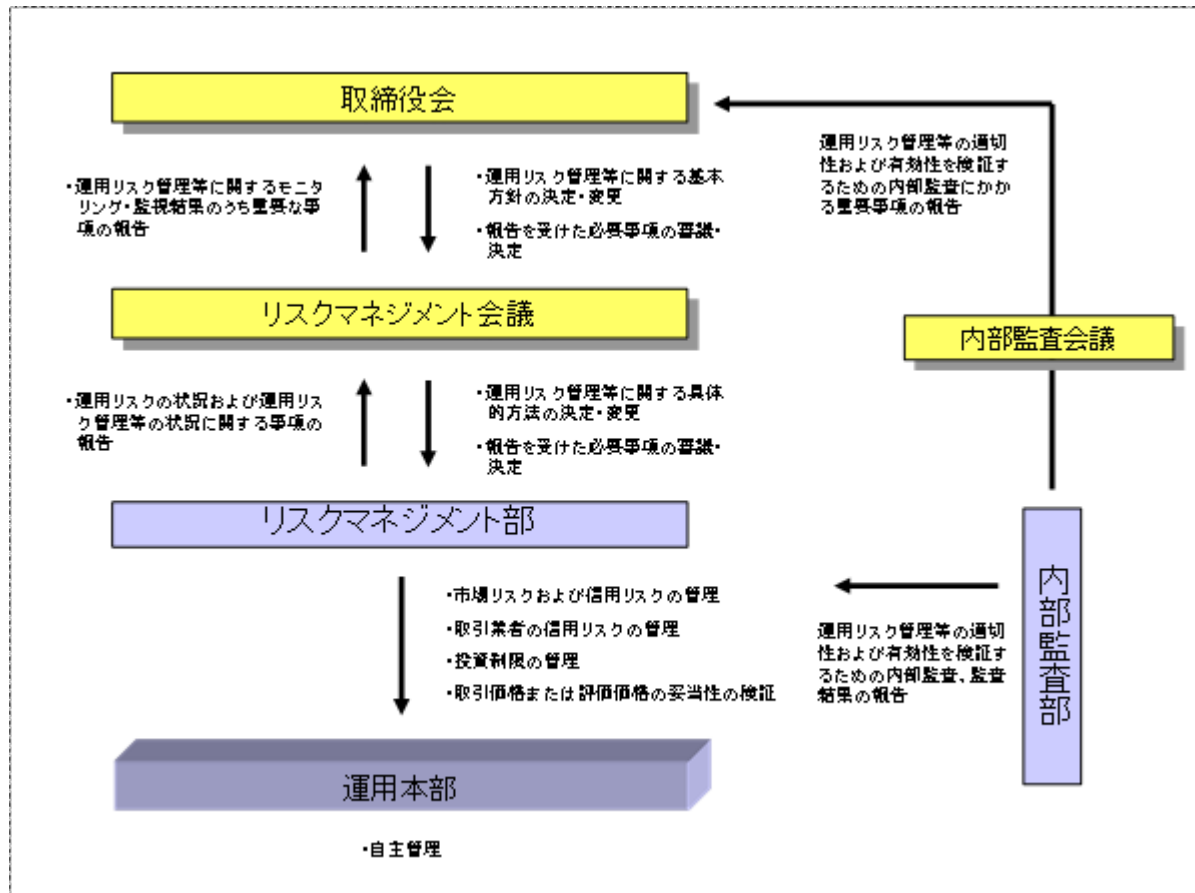 取締役会
・運用リスク管理等に関するモニ
タリング・監視結果のうち重要な事
項の報告
・運用リスク管理等に関する基本
方針の決定・変更
・報告を受けた必要事項の審議・
決定
運用リスク管理等の適切
性および有効性を検証す
るための内部監査にかか
る重要事項の報告
リスクマネジメント会議
内部監査会議
・運用リスクの状況および運用リス
ク管理等の状況に関する事項の
報告
・運用リスク管理等に関する具体
的方法の決定・変更
・報告を受けた必要事項の審議・
決定
リスクマネジメント部
内部監査部
・市場リスクおよび信用リスクの管理
・取引業者の信用リスクの管理
・投資制限の管理
・取引価格または評価価格の妥当性の検証
運用リスク管理等の適切
性および有効性を検証す
るための内部監査、監査
結果の報告
運用本部
・自主管理